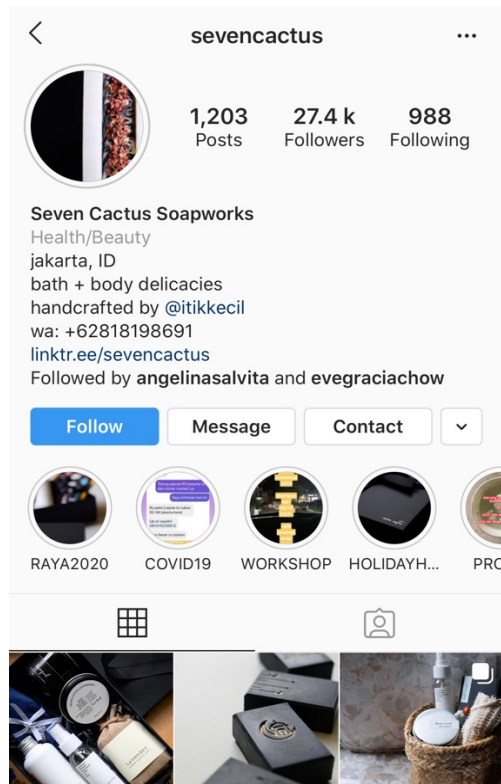 sevencactus
1,203
Posts
27.4 k
Followers
988
Following
Seven Cactus Soapworks
Health/Beauty
jakarta, ID
bath + body delicacies
handcrafted by @itikkecil
wa: +62818198691
linktr.ee/sevencactus
Followed by angelinasalvita and evegraciachow
Follow
Message
Contact
RAYA2020
COVID19
WORKSHOP
HOLIDAYH...
PRO
Lavender